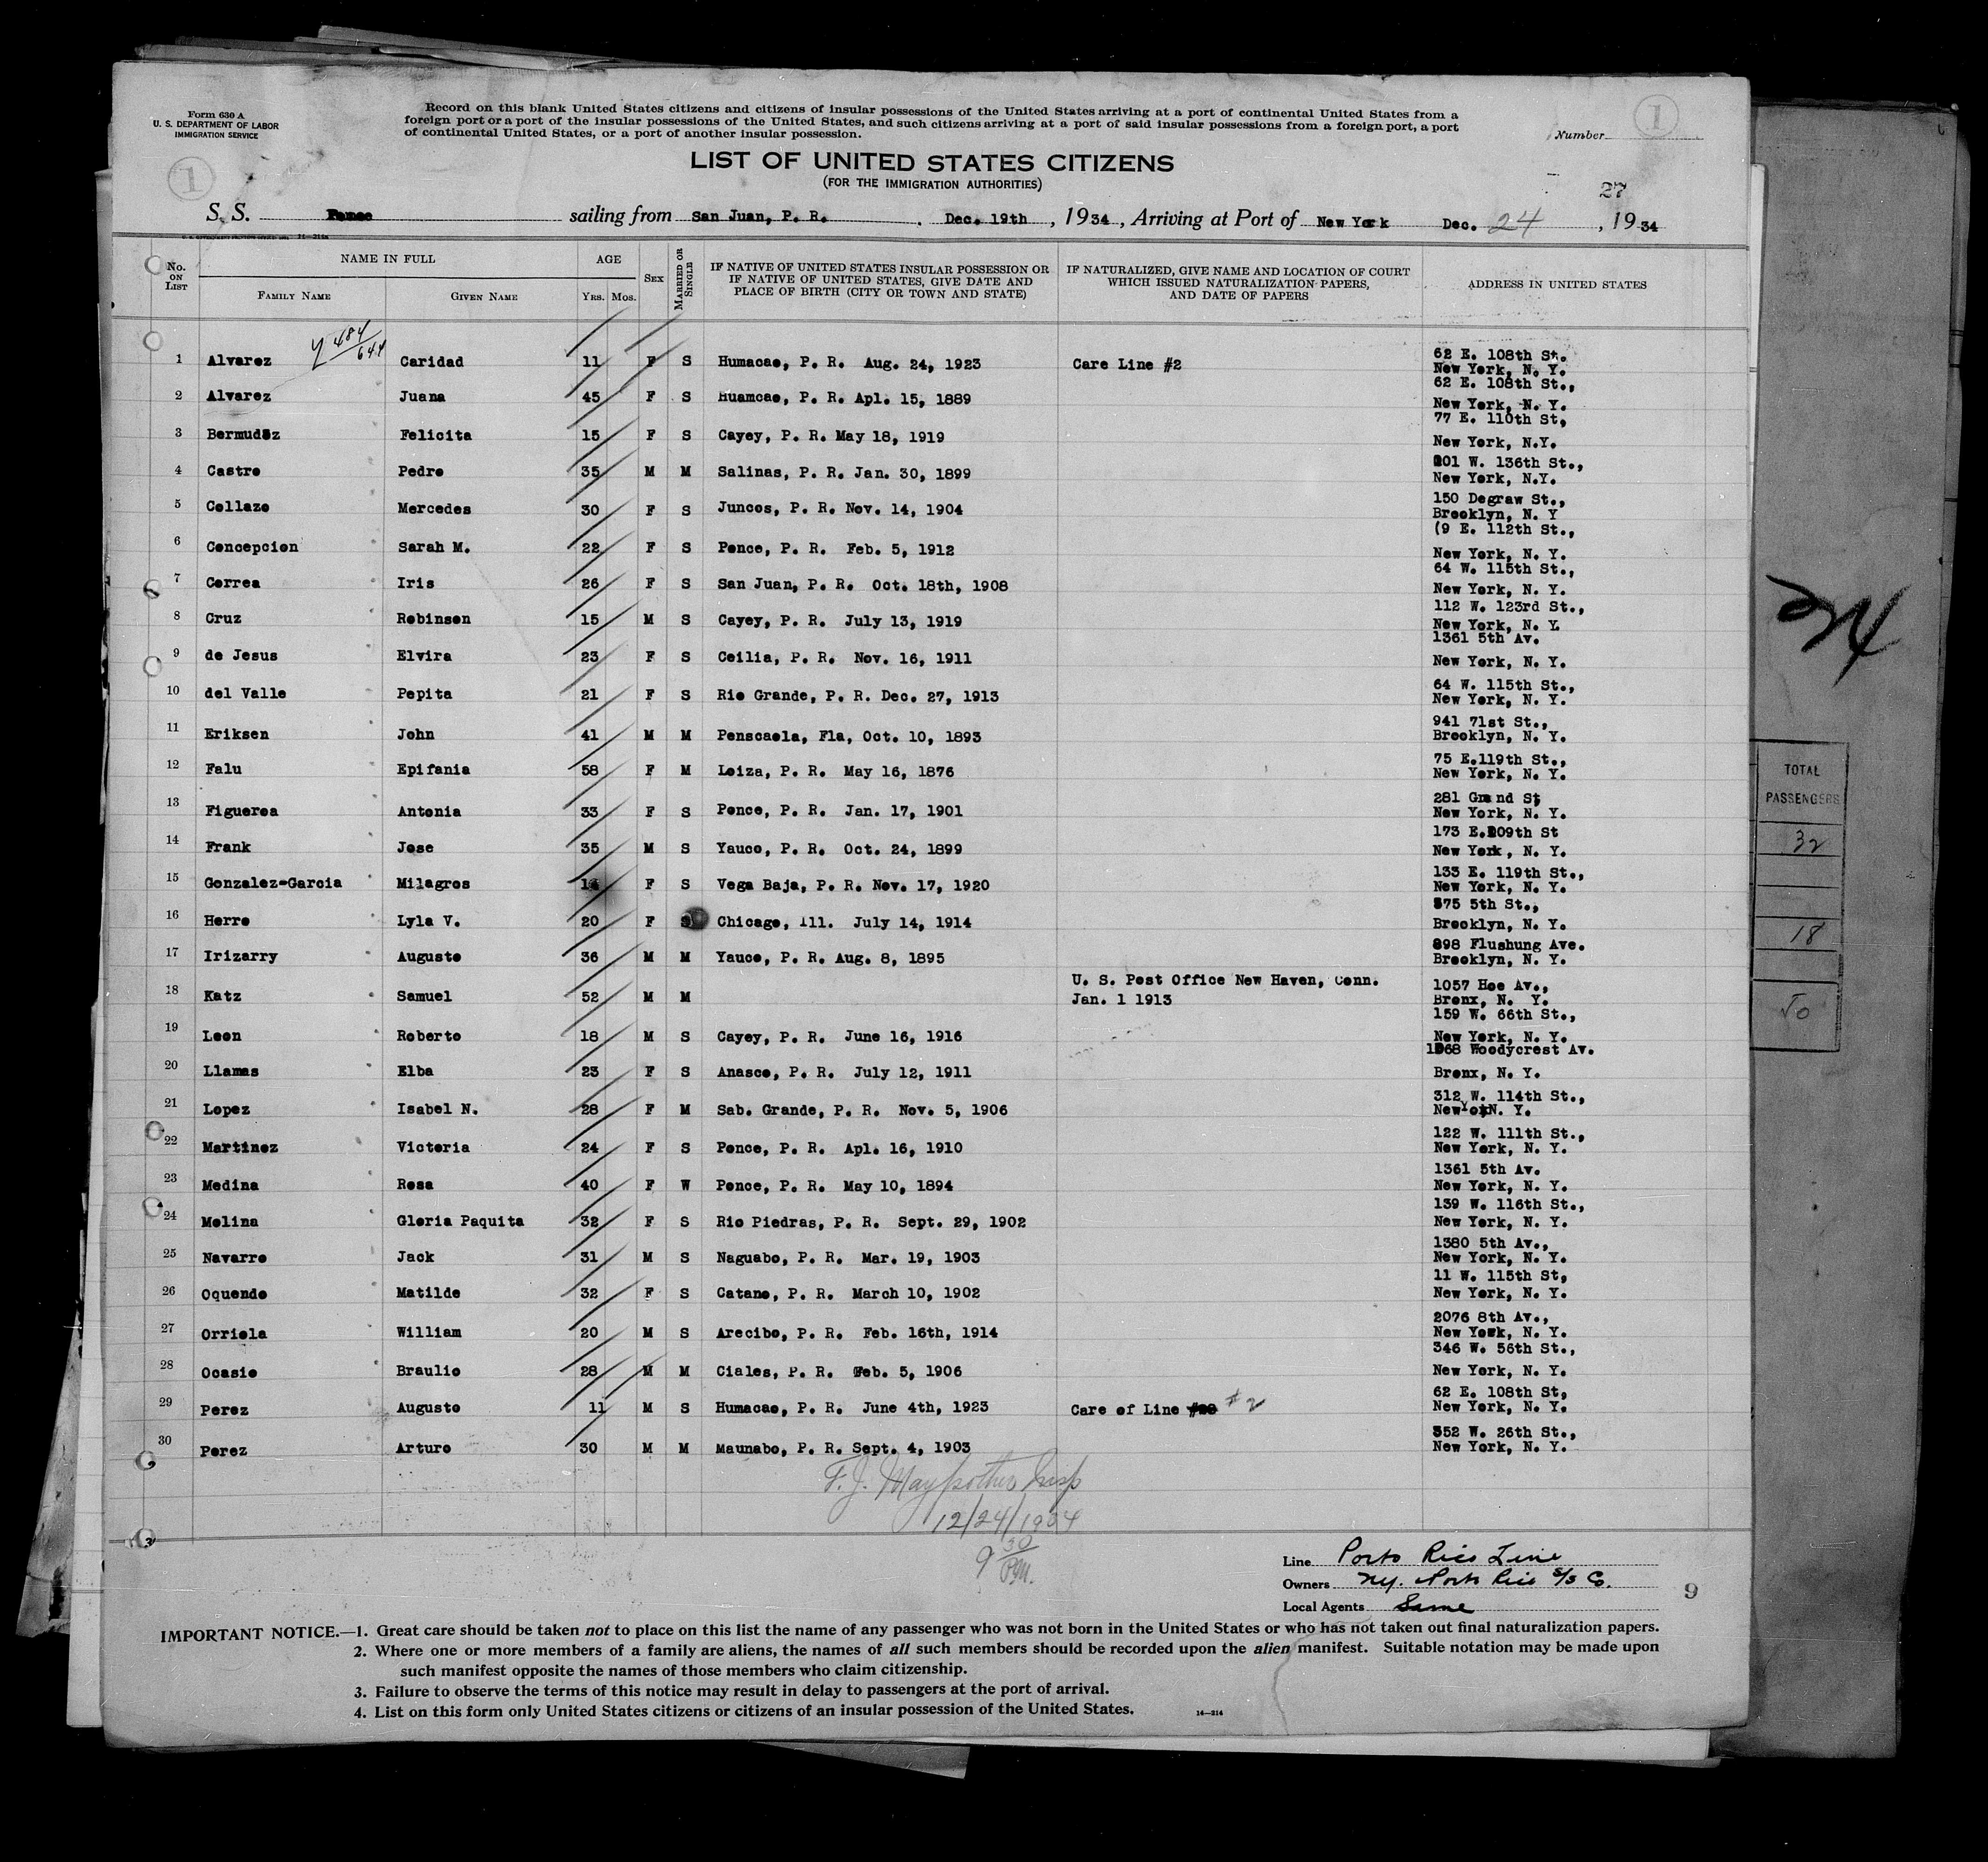 Form 630 A
U. S. DEPARTMENT OF LABOR
IMMIGRATION SERVICE
Record on this blank United States citizens and citizens of insular possessions of the United States arriving at a port of continental United States from a
foreign port or a port of the insular possessions of the United States, and such citizens arriving at a port of said insular possessions from a foreign port, a port
of continental United States, or a port of another insular possession.
Number
1
1
LIST OF UNITED STATES CITIZENS
(FOR THE IMMIGRATION AUTHORITIES)
27
S. S. Ponce sailing from San Juan, P. R. Dec. 19th, 1934, Arriving at Port of New York Dec. 24, 1934
No. ON LIST
NAME IN FULL
FAMILY NAME GIVEN NAME
AGE
YRS. MOS.
SEX
MARRIED OR SINGLE
IF NATIVE OF UNITED STATES INSULAR POSSESSION OR
IF NATIVE OF UNITED STATES, GIVE DATE AND
PLACE OF BIRTH (CITY OR TOWN AND STATE)
IF NATURALIZED, GIVE NAME AND LOCATION OF COURT
WHICH ISSUED NATURALIZATION PAPERS,
AND DATE OF PAPERS
ADDRESS IN UNITED STATES
484/644
1 Alvarez Caridad 11 F S Humacao, P. R. Aug. 24, 1923 Care Line #2 62 E. 108th St. New York, N. Y.
2 Alvarez Juana 45 F S Huamcao, P. R. Apl. 15, 1889 62 E. 108th St., New York, N. Y.
3 Bermudez Felicita 15 F S Cayey, P. R. May 18, 1919 77 E. 110th St, New York, N.Y.
4 Castro Pedro 35 M M Salinas, P. R. Jan. 30, 1899 201 W. 136th St., New York, N.Y.
5 Collazo Mercedes 30 F S Juncos, P. R. Nov. 14, 1904 150 Degraw St., Brooklyn, N. Y
6 Concepcion Sarah M. 22 F S Ponce, P. R. Feb. 5, 1912 (9 E. 112th St., New York, N. Y.
7 Correa Iris 26 F S San Juan, P. R. Oct. 18th, 1908 64 W. 115th St., New York, N. Y.
8 Cruz Robinson 15 M S Cayey, P. R. July 13, 1919 112 W. 123rd St., New York, N. Y.
9 de Jesus Elvira 23 F S Ceilia, P. R. Nov. 16, 1911 1361 5th Av. New York, N. Y.
10 del Valle Pepita 21 F S Rio Grande, P. R. Dec. 27, 1913 64 W. 115th St., New York, N. Y.
11 Eriksen John 41 M M Penscaola, Fla, Oct. 10, 1893 941 71st St., Brooklyn, N. Y.
12 Falu Epifania 58 F M Loiza, P. R. May 16, 1876 75 E.119th St., New York, N. Y.
13 Figueroa Antonia 33 F S Ponce, P. R. Jan. 17, 1901 281 Grand St, New York, N. Y.
14 Frank Jose 35 M S Yauco, P. R. Oct. 24, 1899 173 E.109th St New York, N. Y.
15 Gonzalez-Garcia Milagros 14 F S Vega Baja, P. R. Nov. 17, 1920 133 E. 119th St., New York, N. Y.
16 Herro Lyla V. 20 F S Chicago, Ill. July 14, 1914 575 5th St., Brooklyn, N. Y.
17 Irizarry Augusto 36 M M Yauco, P. R. Aug. 8, 1895 898 Flushung Ave. Brooklyn, N. Y.
18 Katz Samuel 52 M M U. S. Post Office New Haven, Conn. Jan. 1 1913 1057 Hoe Av., Bronx, N. Y.
19 Leon Roberto 18 M S Cayey, P. R. June 16, 1916 159 W. 66th St., New York, N. Y.
20 Llamas Elba 23 F S Anasco, P. R. July 12, 1911 Woodycrest Av. Bronx, N. Y.
21 Lopez Isabel N. 28 F M Sab. Grande, P. R. Nov. 5, 1906 312 W. 114th St., New York N. Y.
22 Martinez Victoria 24 F S Ponce, P. R. Apl. 16, 1910 122 W. 111th St., New York, N. Y.
23 Medina Rosa 40 F W Ponce, P. R. May 10, 1894 1361 5th Av. New York, N. Y.
24 Molina Gloria Paquita 32 F S Rio Piedras, P. R. Sept. 29, 1902 139 W. 116th St., New York, N. Y.
25 Navarro Jack 31 M S Naguabo, P. R. Mar. 19, 1903 1380 5th Av., New York, N. Y.
26 Oquendo Matilde 32 F S Catano, P. R. March 10, 1902 11 W. 115th St, New York, N. Y.
27 Orriola William 20 M S Arecibo, P. R. Feb. 16th, 1914 2076 8th Av., New York, N. Y.
28 Ocasio Braulio 28 M M Ciales, P. R. Feb. 5, 1906 346 W. 56th St., New York, N. Y.
29 Perez Augusto 11 M S Humacao, P. R. June 4th, 1923 Care of Line #2 62 E. 108th St, New York, N. Y.
30 Perez Arturo 30 M M Maunabo, P. R. Sept. 4, 1903 352 W. 26th St., New York, N. Y.
F. J. Maypother Insp
12/24/1934
9 30 P.M.
Line Porto Rico Line
Owners N.Y. Porto Rico S/S Co.
Local Agents Same
9
IMPORTANT NOTICE.—1. Great care should be taken not to place on this list the name of any passenger who was not born in the United States or who has not taken out final naturalization papers.
2. Where one or more members of a family are aliens, the names of all such members should be recorded upon the alien manifest. Suitable notation may be made upon
such manifest opposite the names of those members who claim citizenship.
3. Failure to observe the terms of this notice may result in delay to passengers at the port of arrival.
4. List on this form only United States citizens or citizens of an insular possession of the United States.
14—214
TOTAL
PASSENGERS
32
18
50